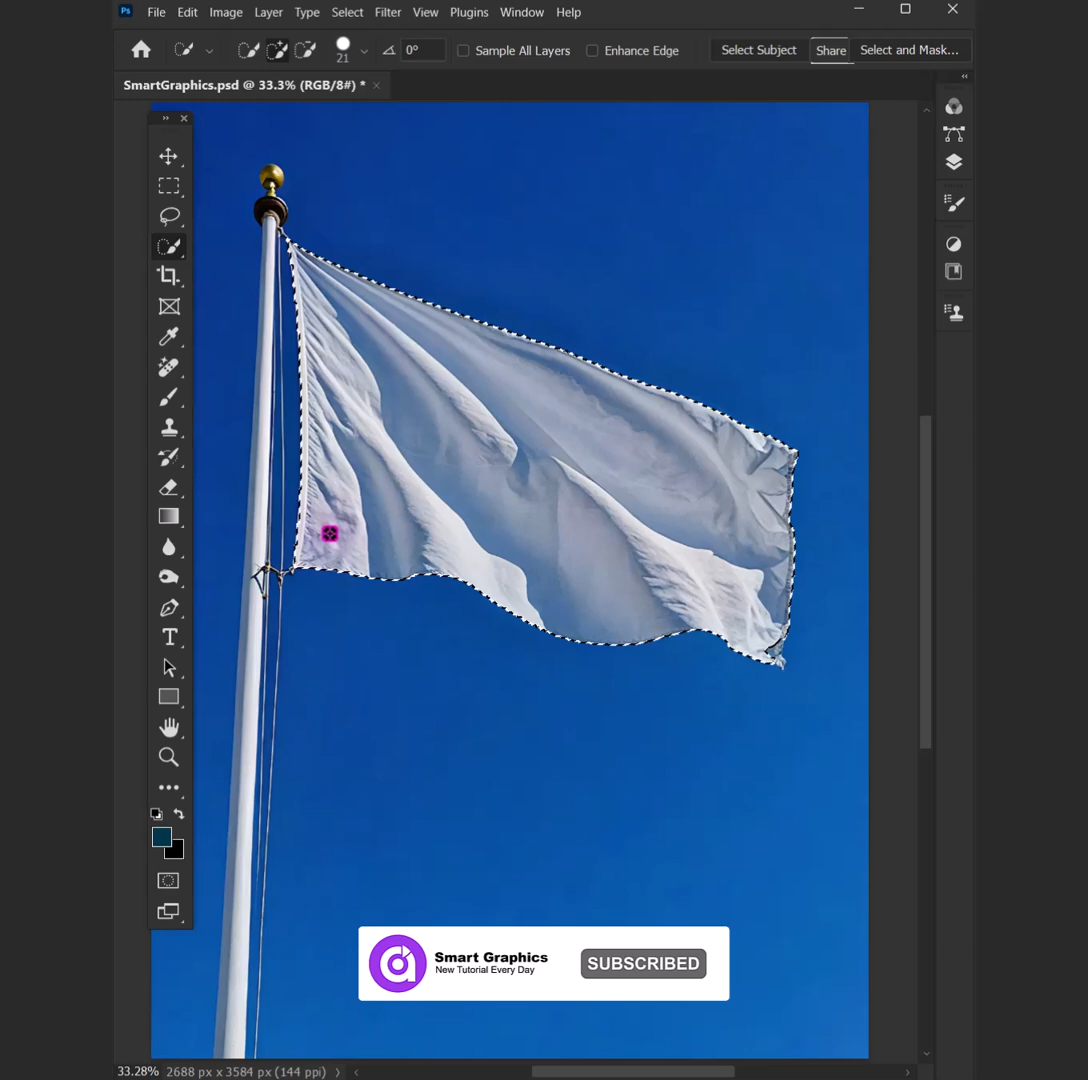 Ps File Edit Image Layer Type Select Filter View Plugins Window Help
21 0° Sample All Layers Enhance Edge Select Subject Share Select and Mask...
SmartGraphics.psd @ 33.3% (RGB/8#) *
Smart Graphics
New Tutorial Every Day
SUBSCRIBED
33.28% 2688 px x 3584 px (144 ppi)